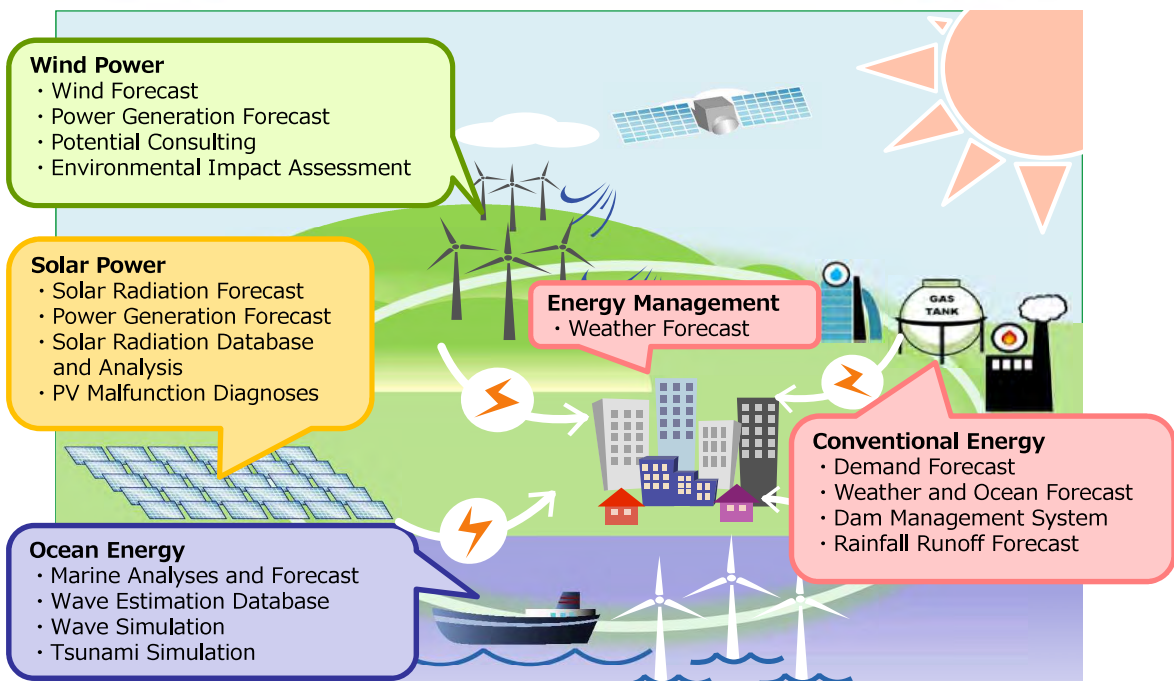 Wind Power
・Wind Forecast
・Power Generation Forecast
・Potential Consulting
・Environmental Impact Assessment
Solar Power
・Solar Radiation Forecast
・Power Generation Forecast
・Solar Radiation Database
and Analysis
・PV Malfunction Diagnoses
Energy Management
・Weather Forecast
GAS
TANK
Conventional Energy
・Demand Forecast
・Weather and Ocean Forecast
・Dam Management System
・Rainfall Runoff Forecast
Ocean Energy
・Marine Analyses and Forecast
・Wave Estimation Database
・Wave Simulation
・Tsunami Simulation